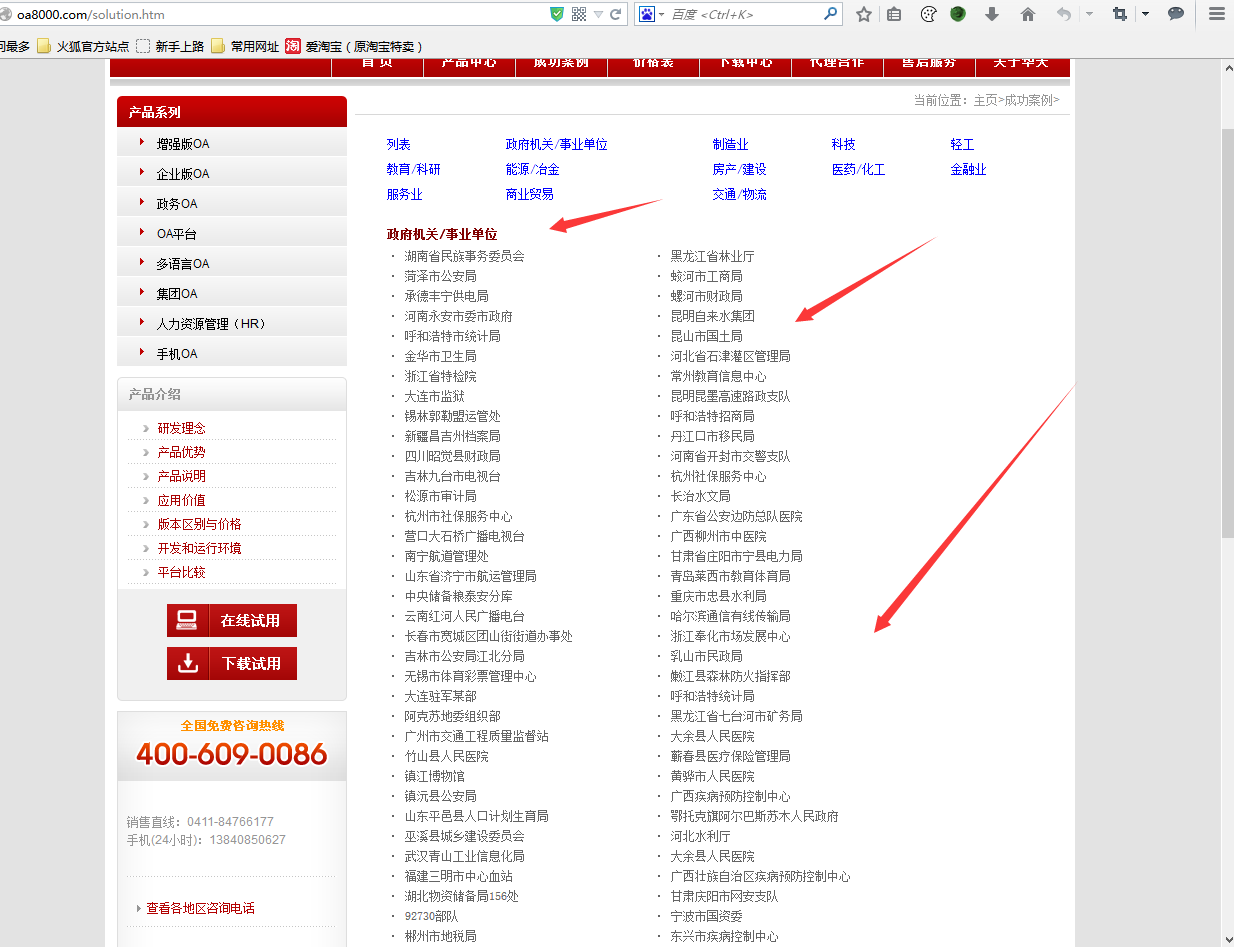 oa8000.com/solution.htm
百度 <Ctrl+K>
问最多
火狐官方站点
新手上路
常用网址
淘
爱淘宝（原淘宝特卖）
首 页
产品中心
成功案例
价格表
下载中心
代理合作
售后服务
关于华天
当前位置：主页>成功案例>
产品系列
增强版OA
企业版OA
政务OA
OA平台
多语言OA
集团OA
人力资源管理（HR）
手机OA
产品介绍
研发理念
产品优势
产品说明
应用价值
版本区别与价格
开发和运行环境
平台比较
在线试用
下载试用
全国免费咨询热线
400-609-0086
销售直线：0411-84766177
手机(24小时)：13840850627
查看各地区咨询电话
列表
政府机关/事业单位
制造业
科技
轻工
教育/科研
能源/冶金
房产/建设
医药/化工
金融业
服务业
商业贸易
交通/物流
政府机关/事业单位
湖南省民族事务委员会
黑龙江省林业厅
菏泽市公安局
蛟河市工商局
承德丰宁供电局
螺河市财政局
河南永安市委市政府
昆明自来水集团
呼和浩特市统计局
昆山市国土局
金华市卫生局
河北省石津灌区管理局
浙江省特检院
常州教育信息中心
大连市监狱
昆明昆墨高速路政支队
锡林郭勒盟运管处
呼和浩特招商局
新疆昌吉州档案局
丹江口市移民局
四川昭觉县财政局
河南省开封市交警支队
吉林九台市电视台
杭州社保服务中心
松源市审计局
长治水文局
杭州市社保服务中心
广东省公安边防总队医院
营口大石桥广播电视台
广西柳州市中医院
南宁航道管理处
甘肃省庄阳市宁县电力局
山东省济宁市航运管理局
青岛莱西市教育体育局
中央储备粮泰安分库
重庆市忠县水利局
云南红河人民广播电台
哈尔滨通信有线传输局
长春市宽城区团山街街道办事处
浙江奉化市场发展中心
吉林市公安局江北分局
乳山市民政局
无锡市体育彩票管理中心
嫩江县森林防火指挥部
大连驻军某部
呼和浩特统计局
阿克苏地委组织部
黑龙江省七台河市矿务局
广州市交通工程质量监督站
大余县人民医院
竹山县人民医院
蕲春县医疗保险管理局
镇江博物馆
黄骅市人民医院
镇沅县公安局
广西疾病预防控制中心
山东平邑县人口计划生育局
鄂托克旗阿尔巴斯苏木人民政府
巫溪县城乡建设委员会
河北水利厅
武汉青山工业信息化局
大余县人民医院
福建三明市中心血站
广西壮族自治区疾病预防控制中心
湖北物资储备局156处
甘肃庆阳市网安支队
92730部队
宁波市国资委
郴州市地税局
东兴市疾病控制中心